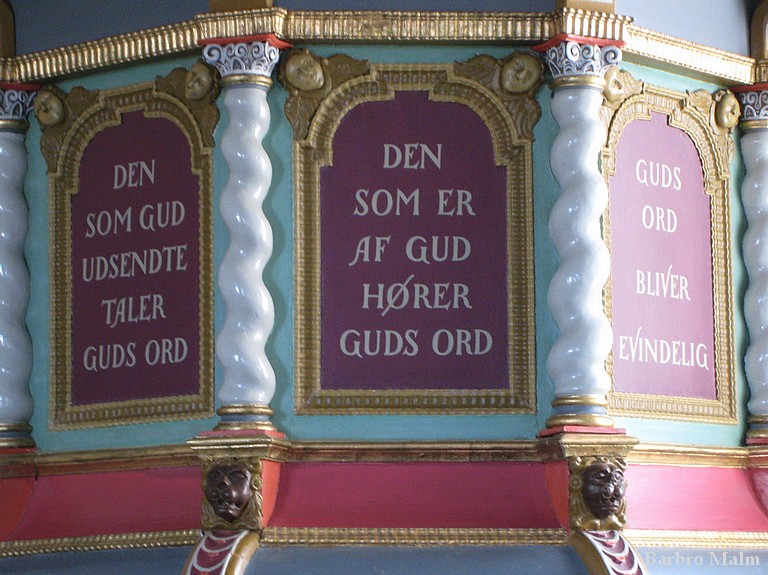 DEN
SOM GUD
UDSENDTE
TALER
GUDS ORD
DEN
SOM ER
AF GUD
HØRER
GUDS ORD
GUDS
ORD
BLIVER
EVINDELIG
Barbro Malm